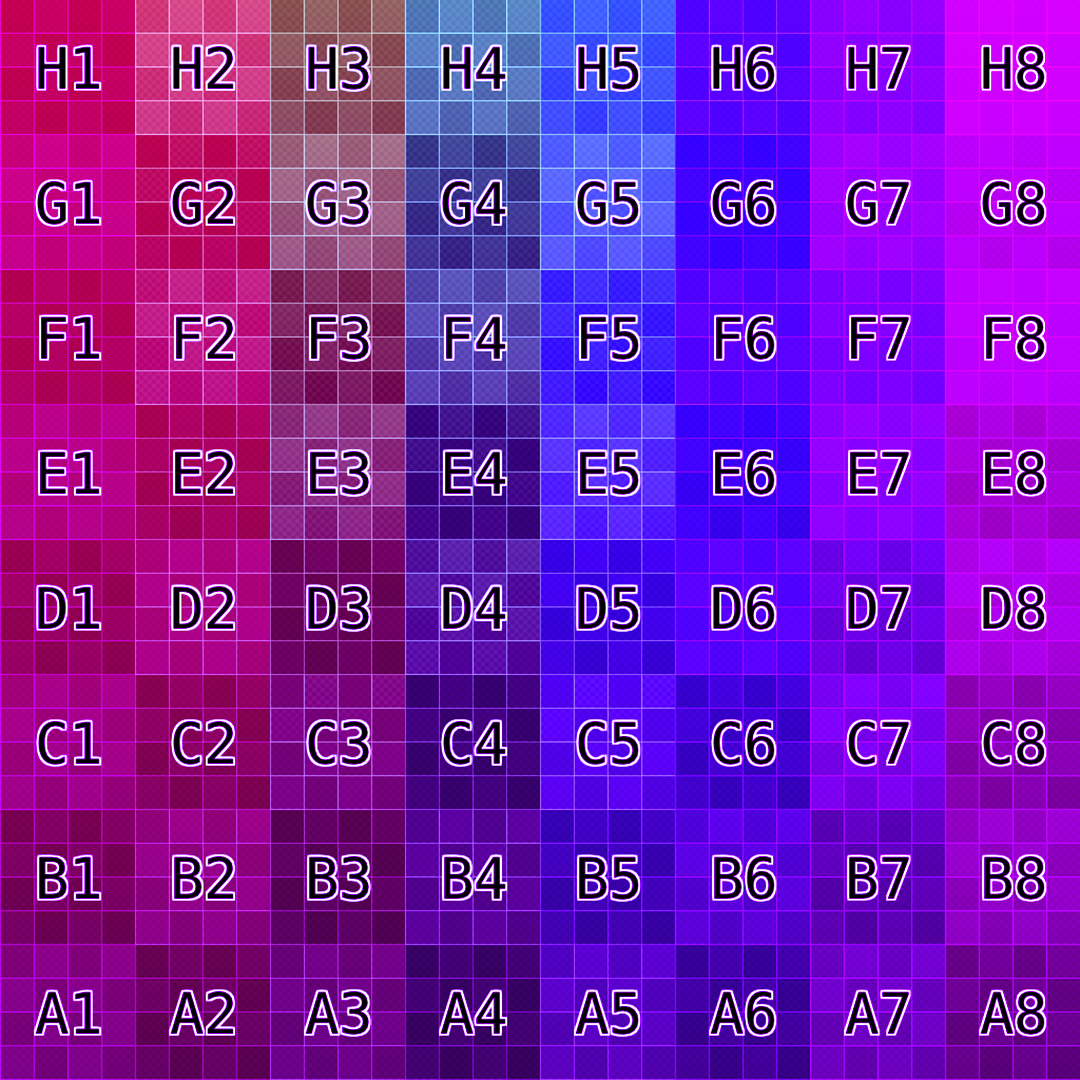 H1 H2 H3 H4 H5 H6 H7 H8
G1 G2 G3 G4 G5 G6 G7 G8
F1 F2 F3 F4 F5 F6 F7 F8
E1 E2 E3 E4 E5 E6 E7 E8
D1 D2 D3 D4 D5 D6 D7 D8
C1 C2 C3 C4 C5 C6 C7 C8
B1 B2 B3 B4 B5 B6 B7 B8
A1 A2 A3 A4 A5 A6 A7 A8